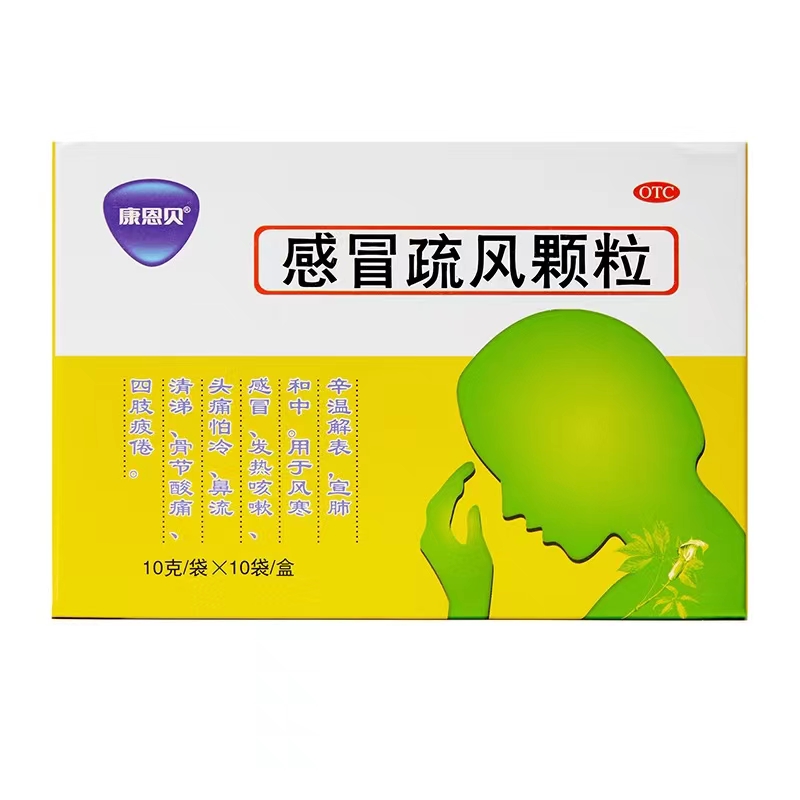 康恩贝®
OTC
感冒疏风颗粒
辛温解表,宣肺
和中。用于风寒
感冒、发热咳嗽、
头痛怕冷、鼻流
清涕、骨节酸痛、
四肢疲倦。
10克/袋×10袋/盒